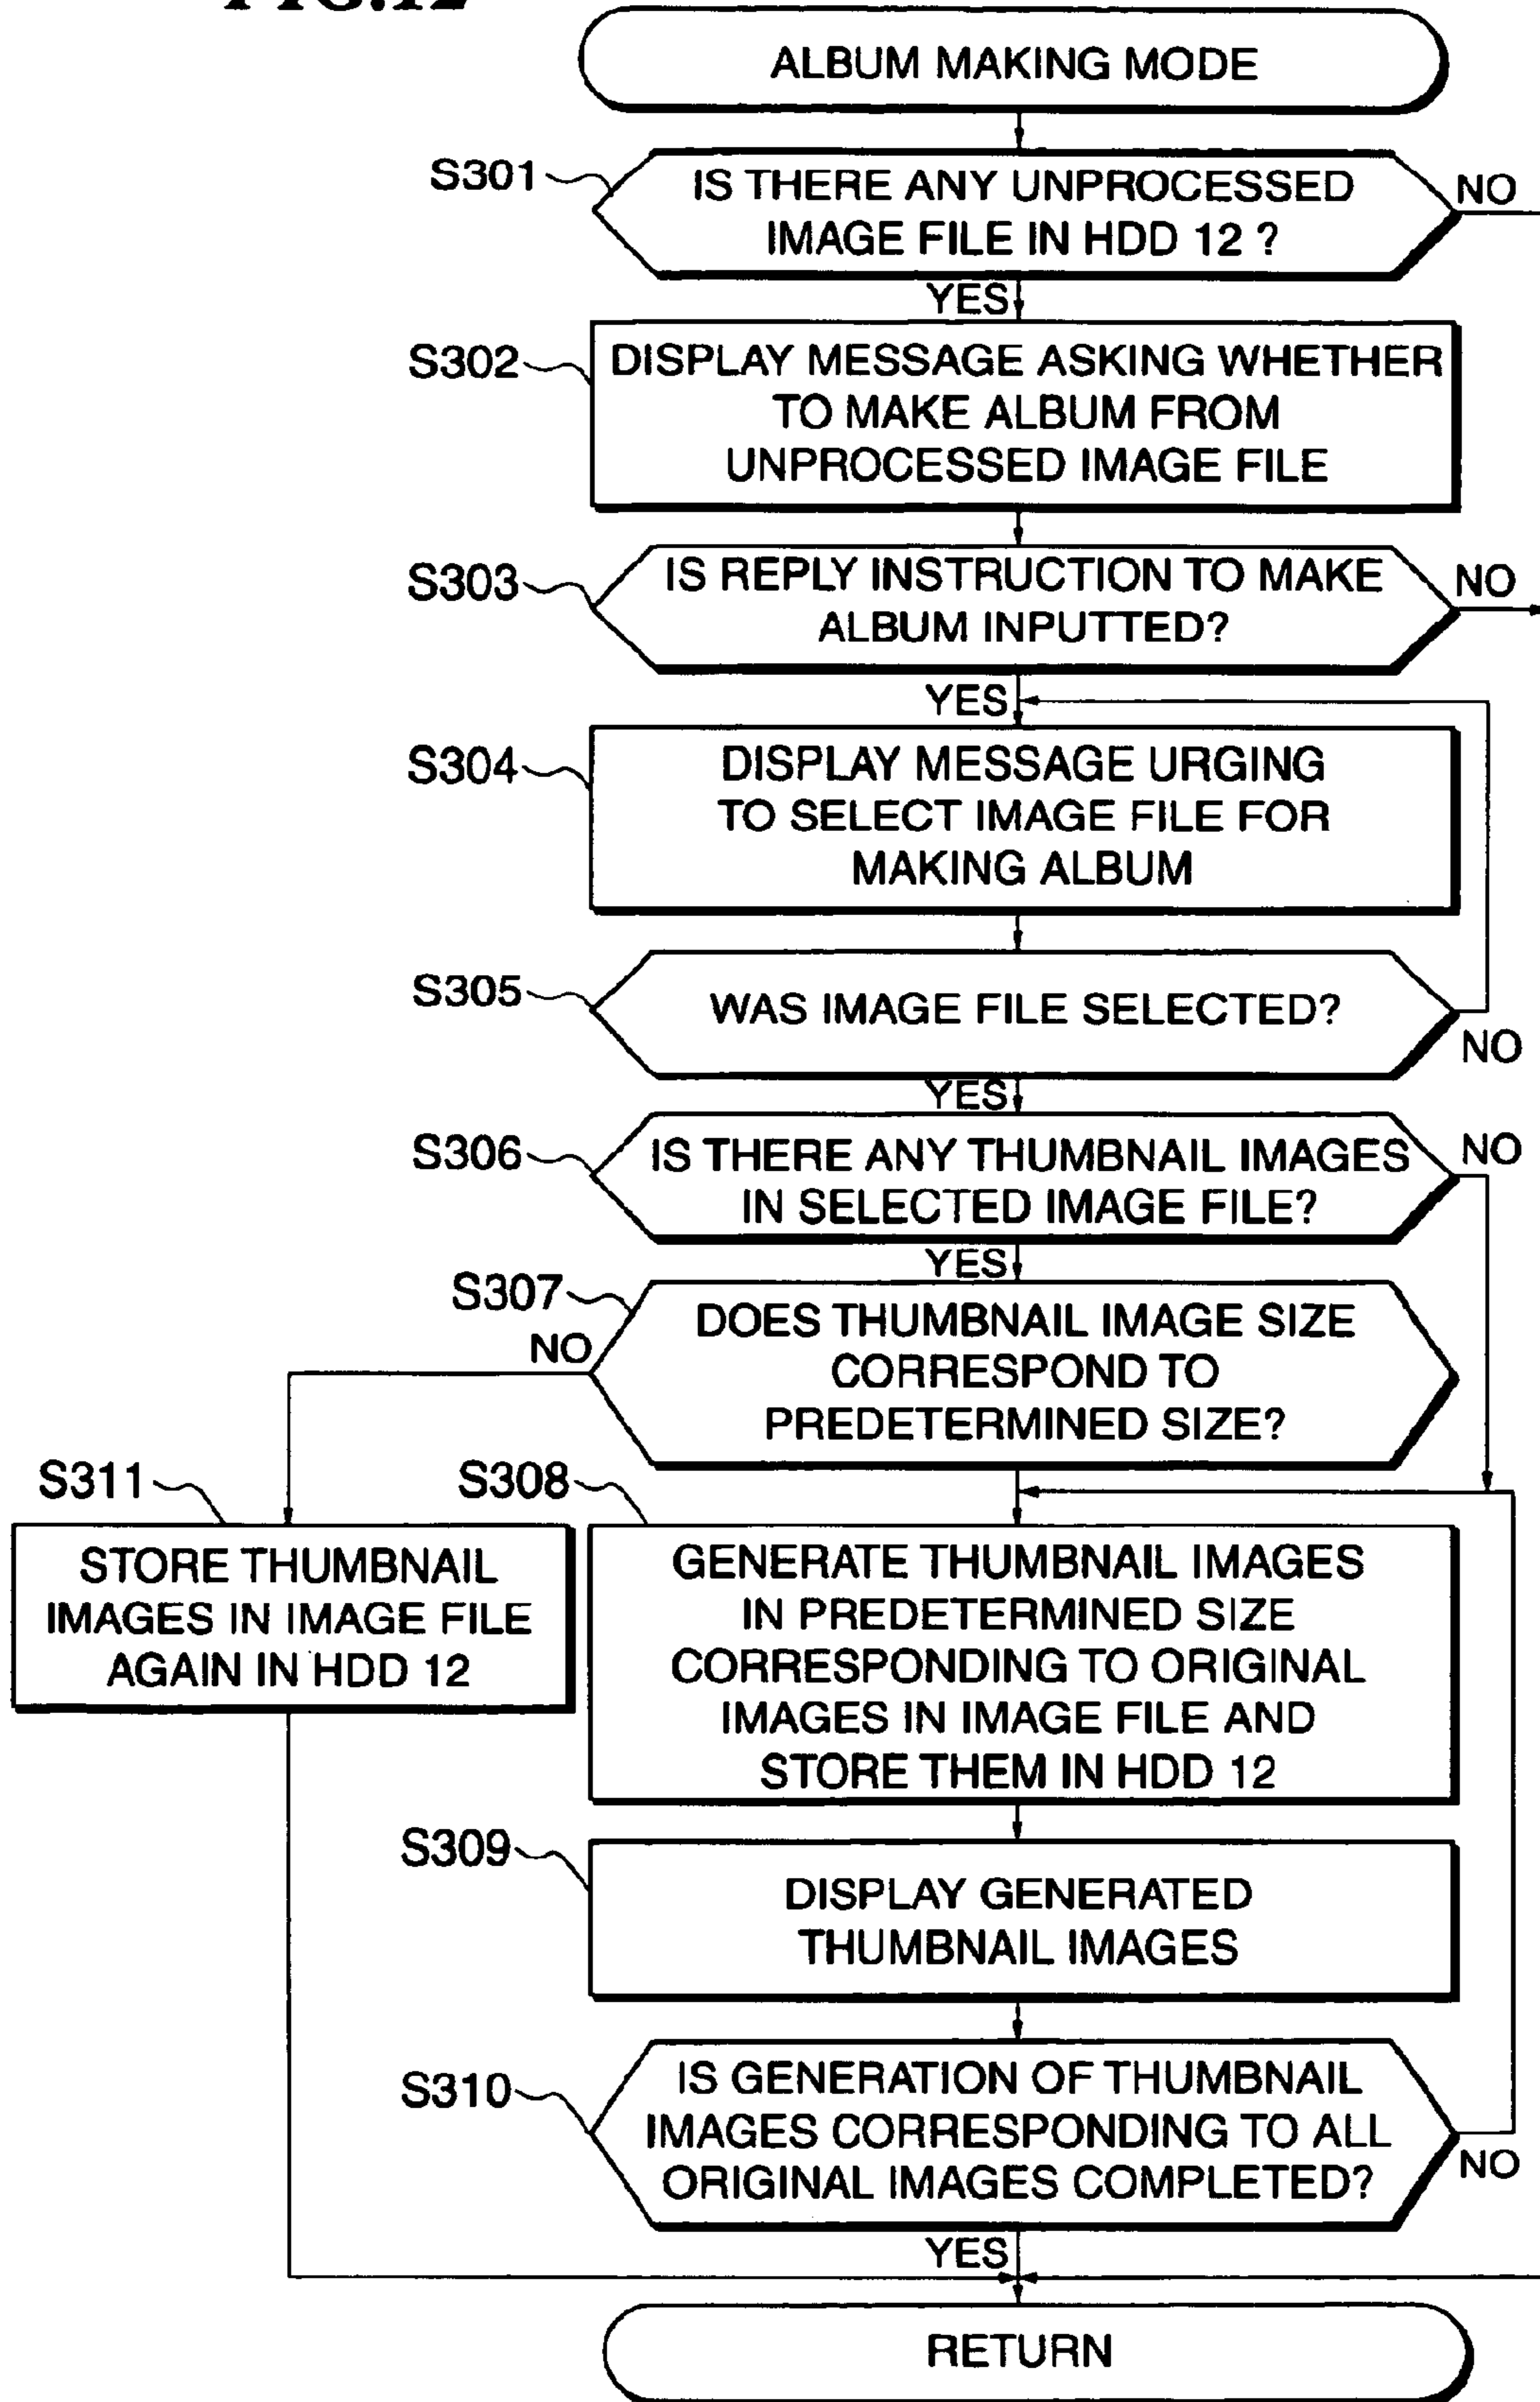 FIG.12
ALBUM MAKING MODE
S301
IS THERE ANY UNPROCESSED
IMAGE FILE IN HDD 12 ?
NO
YES
S302
DISPLAY MESSAGE ASKING WHETHER
TO MAKE ALBUM FROM
UNPROCESSED IMAGE FILE
S303
IS REPLY INSTRUCTION TO MAKE
ALBUM INPUTTED?
NO
YES
S304
DISPLAY MESSAGE URGING
TO SELECT IMAGE FILE FOR
MAKING ALBUM
S305
WAS IMAGE FILE SELECTED?
NO
YES
S306
IS THERE ANY THUMBNAIL IMAGES
IN SELECTED IMAGE FILE?
NO
YES
S307
NO
DOES THUMBNAIL IMAGE SIZE
CORRESPOND TO
PREDETERMINED SIZE?
S311
STORE THUMBNAIL
IMAGES IN IMAGE FILE
AGAIN IN HDD 12
S308
GENERATE THUMBNAIL IMAGES
IN PREDETERMINED SIZE
CORRESPONDING TO ORIGINAL
IMAGES IN IMAGE FILE AND
STORE THEM IN HDD 12
S309
DISPLAY GENERATED
THUMBNAIL IMAGES
S310
IS GENERATION OF THUMBNAIL
IMAGES CORRESPONDING TO ALL
ORIGINAL IMAGES COMPLETED?
NO
YES
RETURN